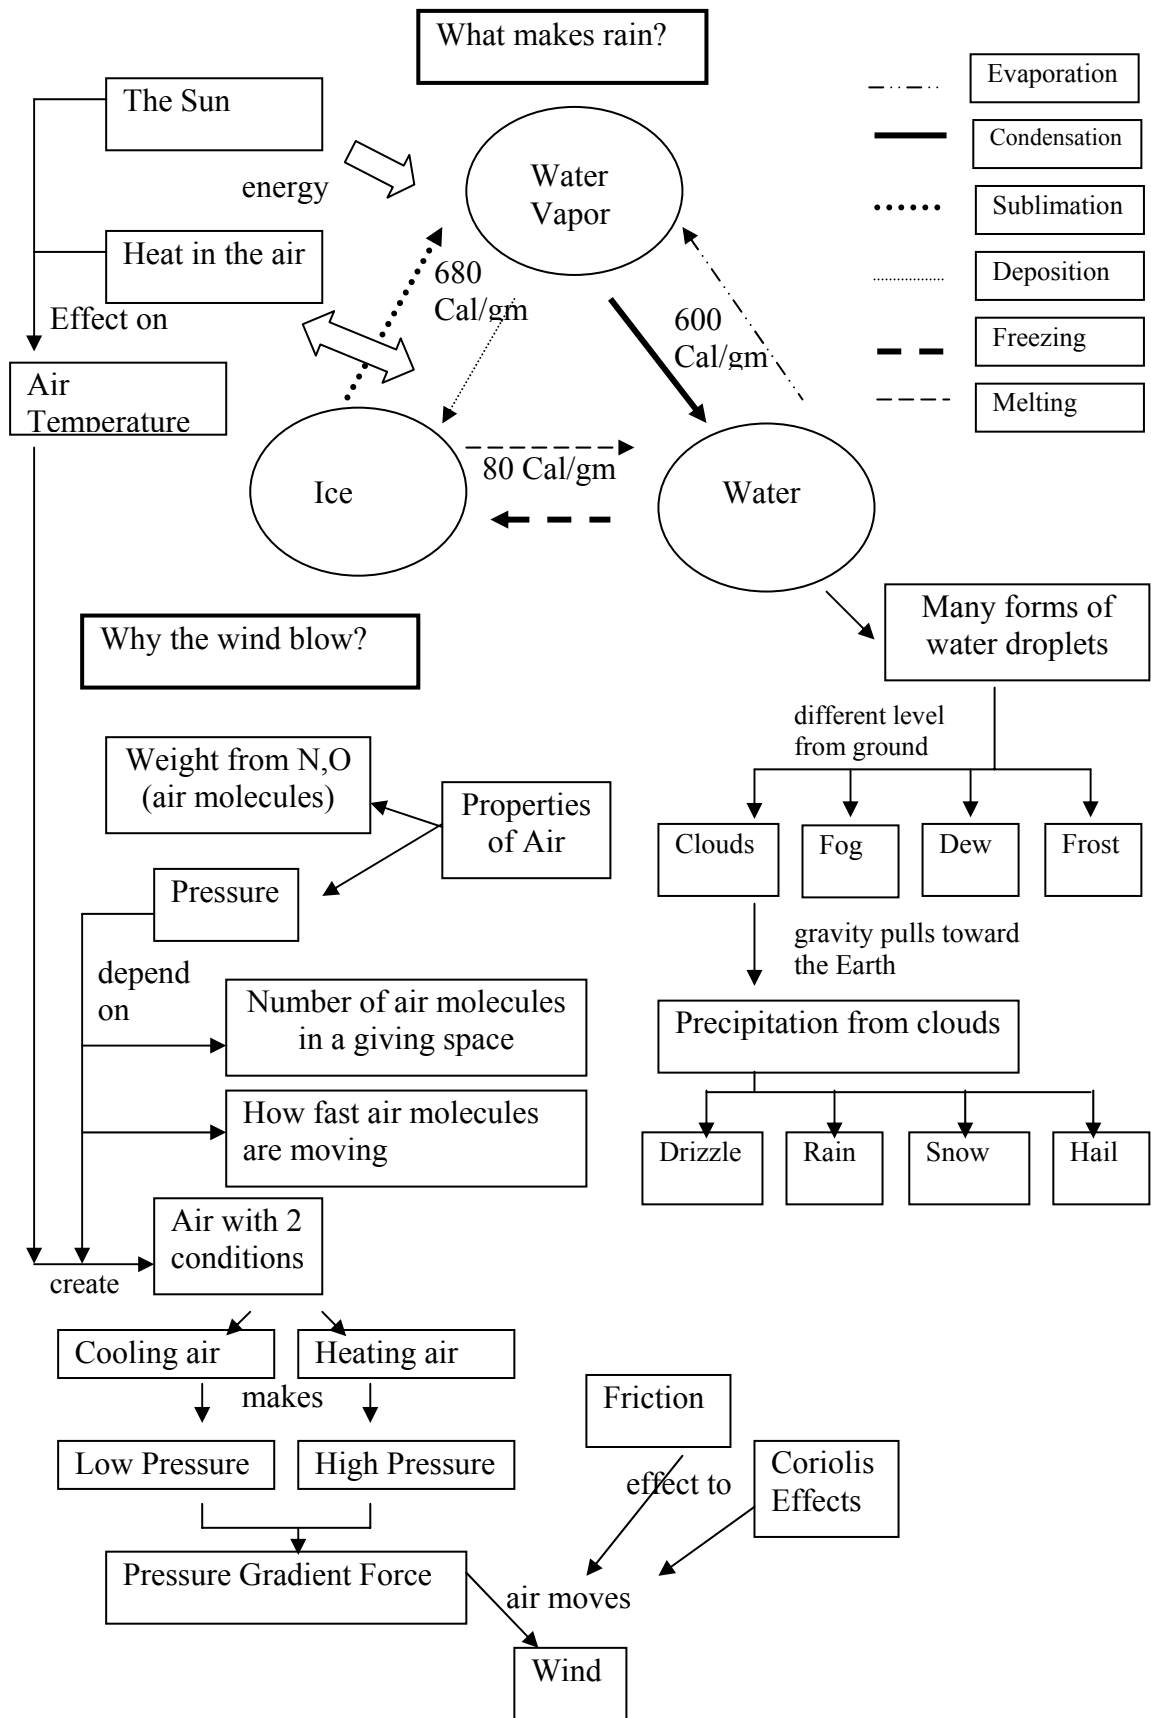 What makes rain?
The Sun
energy
Heat in the air
Effect on
Air
Temperature
Water
Vapor
680
Cal/gm
600
Cal/gm
Ice
80 Cal/gm
Water
Evaporation
Condensation
Sublimation
Deposition
Freezing
Melting
Many forms of
water droplets
different level
from ground
Clouds
Fog
Dew
Frost
gravity pulls toward
the Earth
Precipitation from clouds
Drizzle
Rain
Snow
Hail
Why the wind blow?
Weight from N,O
(air molecules)
Properties
of Air
Pressure
depend
on
Number of air molecules
in a giving space
How fast air molecules
are moving
Air with 2
conditions
create
Cooling air
Heating air
makes
Low Pressure
High Pressure
Pressure Gradient Force
Friction
effect to
Coriolis
Effects
air moves
Wind